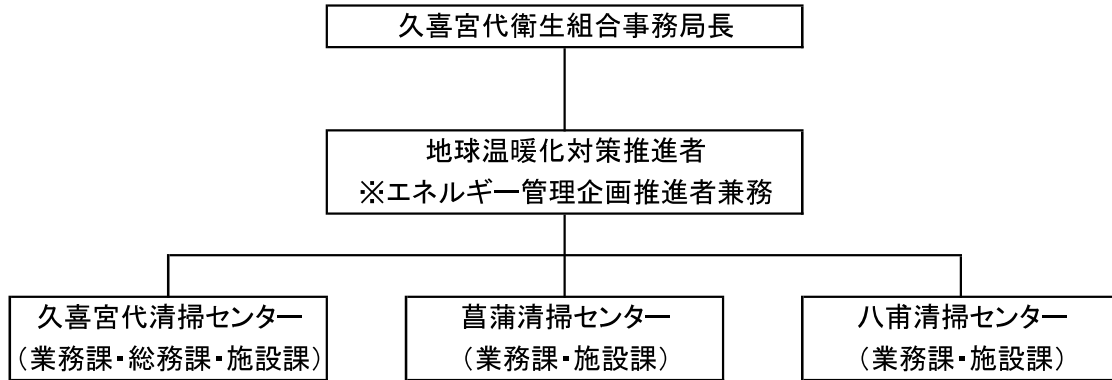 久喜宮代衛生組合事務局長
地球温暖化対策推進者
※エネルギー管理企画推進者兼務
久喜宮代清掃センター
（業務課・総務課・施設課）
菖蒲清掃センター
（業務課・施設課）
八甫清掃センター
（業務課・施設課）